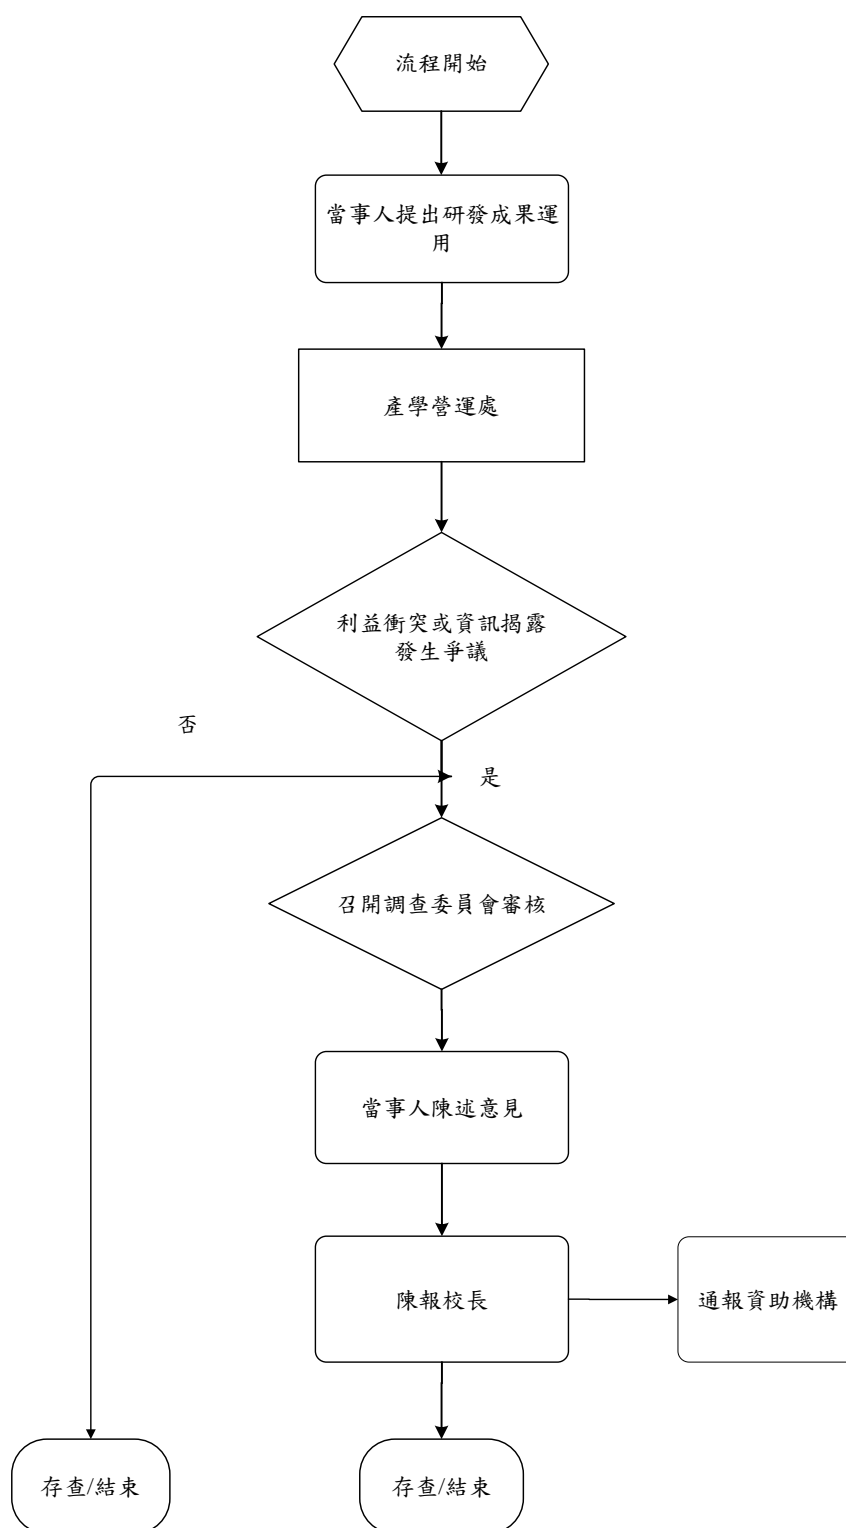 流程開始
當事人提出研發成果運
用
產學營運處
利益衝突或資訊揭露
發生爭議
否
是
召開調查委員會審核
當事人陳述意見
陳報校長
通報資助機構
存查/結束
存查/結束